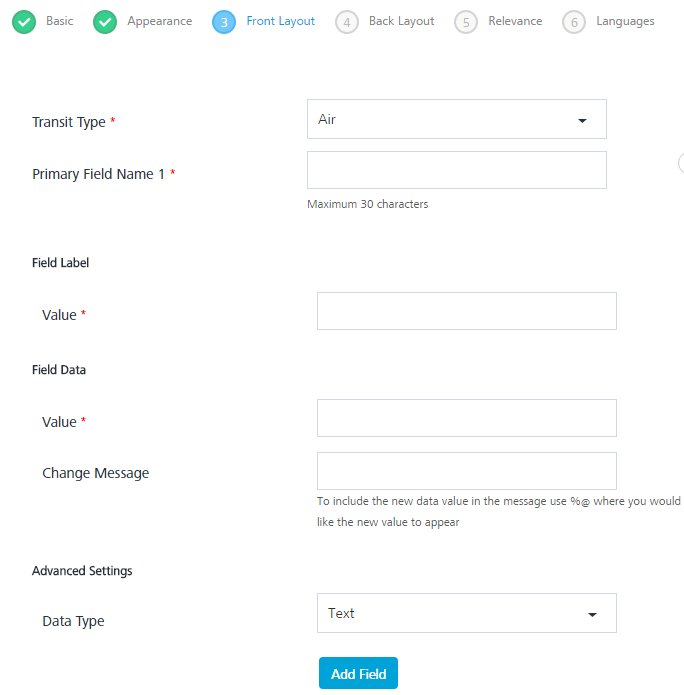 Basic Appearance 3 Front Layout 4 Back Layout 5 Relevance 6 Languages
Transit Type * Air
Primary Field Name 1 *
Maximum 30 characters
Field Label
Value *
Field Data
Value *
Change Message
To include the new data value in the message use %@ where you would
like the new value to appear
Advanced Settings
Data Type Text
Add Field